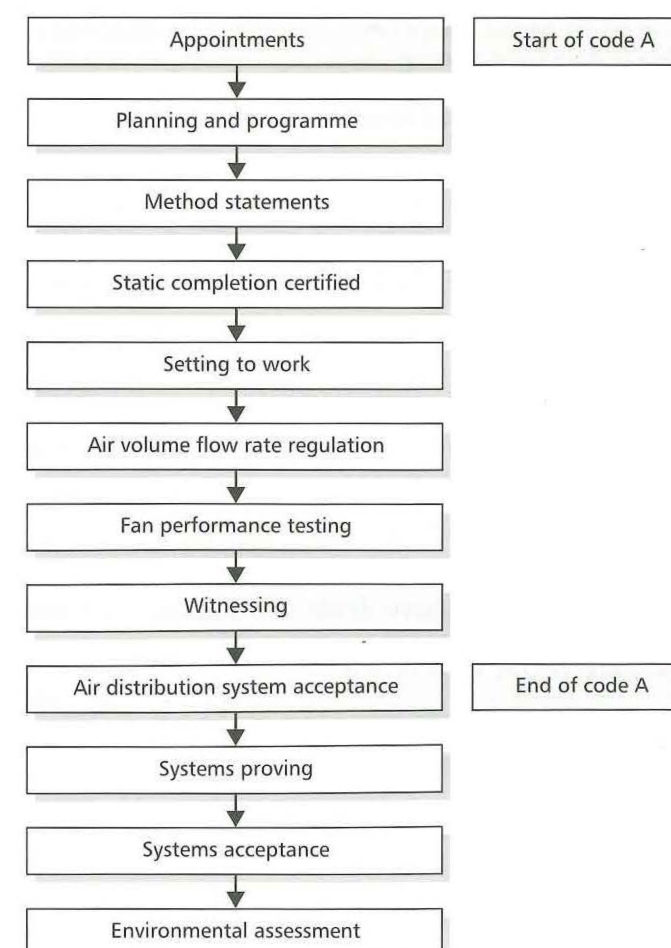 Appointments
Start of code A
Planning and programme
Method statements
Static completion certified
Setting to work
Air volume flow rate regulation
Fan performance testing
Witnessing
Air distribution system acceptance
End of code A
Systems proving
Systems acceptance
Environmental assessment